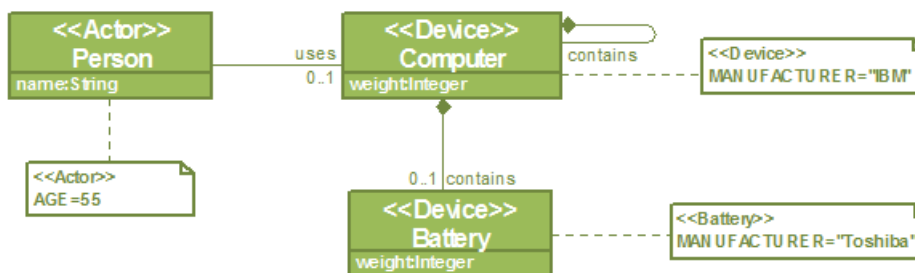 <<Actor>>
Person
name:String
uses
0..1
<<Device>>
Computer
weight:Integer
contains
<<Device>>
MANUFACTURER="IBM"
<<Actor>>
AGE=55
0..1 contains
<<Device>>
Battery
weight:Integer
<<Battery>>
MANUFACTURER="Toshiba"